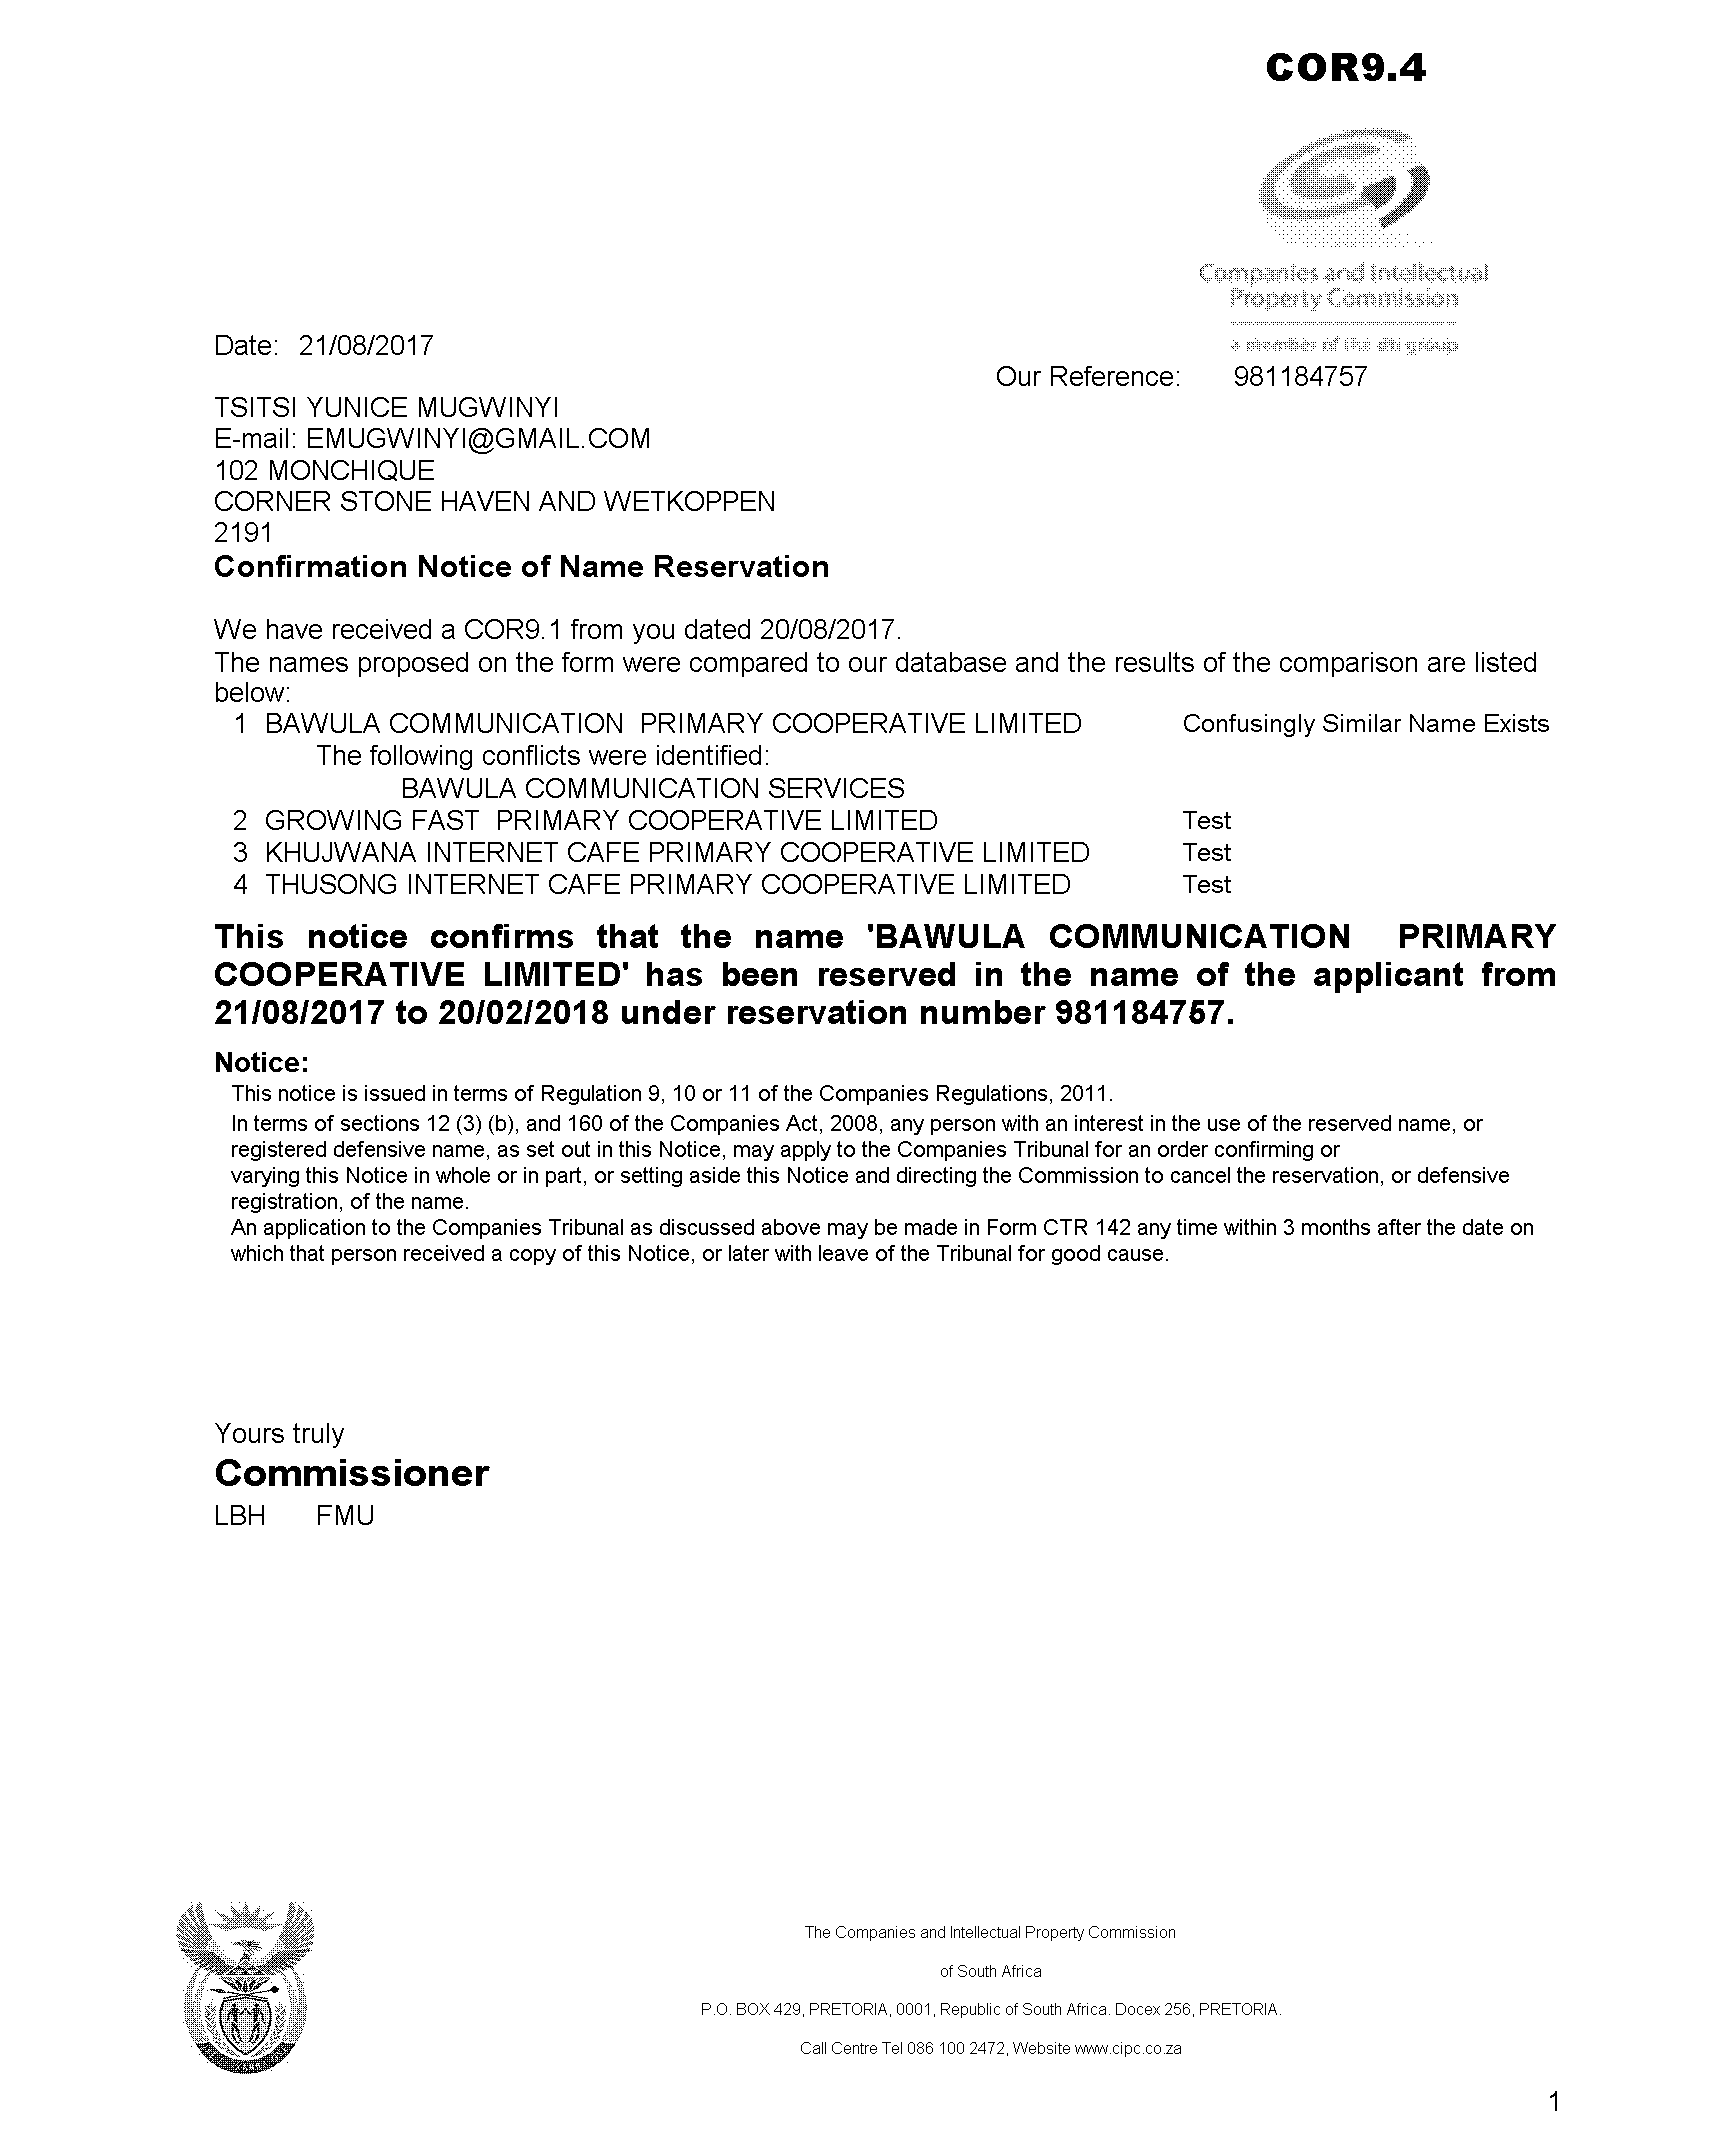 COR9.4
Companies and Intellectual
Property Commission
a member of the dti group
Date: 21/08/2017
Our Reference: 981184757
TSITSI YUNICE MUGWINYI
E-mail: EMUGWINYI@GMAIL.COM
102 MONCHIQUE
CORNER STONE HAVEN AND WETKOPPEN
2191
Confirmation Notice of Name Reservation
We have received a COR9.1 from you dated 20/08/2017.
The names proposed on the form were compared to our database and the results of the comparison are listed
below:
1 BAWULA COMMUNICATION  PRIMARY COOPERATIVE LIMITED Confusingly Similar Name Exists
The following conflicts were identified:
BAWULA COMMUNICATION SERVICES
2 GROWING FAST  PRIMARY COOPERATIVE LIMITED Test
3 KHUJWANA INTERNET CAFE PRIMARY COOPERATIVE LIMITED Test
4 THUSONG INTERNET CAFE PRIMARY COOPERATIVE LIMITED Test
This notice confirms that the name 'BAWULA COMMUNICATION  PRIMARY
COOPERATIVE LIMITED' has been reserved in the name of the applicant from
21/08/2017 to 20/02/2018 under reservation number 981184757.
Notice:
This notice is issued in terms of Regulation 9, 10 or 11 of the Companies Regulations, 2011.
In terms of sections 12 (3) (b), and 160 of the Companies Act, 2008, any person with an interest in the use of the reserved name, or
registered defensive name, as set out in this Notice, may apply to the Companies Tribunal for an order confirming or
varying this Notice in whole or in part, or setting aside this Notice and directing the Commission to cancel the reservation, or defensive
registration, of the name.
An application to the Companies Tribunal as discussed above may be made in Form CTR 142 any time within 3 months after the date on
which that person received a copy of this Notice, or later with leave of the Tribunal for good cause.
Yours truly
Commissioner
LBH FMU
The Companies and Intellectual Property Commission
of South Africa
P.O. BOX 429, PRETORIA, 0001, Republic of South Africa. Docex 256, PRETORIA.
Call Centre Tel 086 100 2472, Website www.cipc.co.za
1